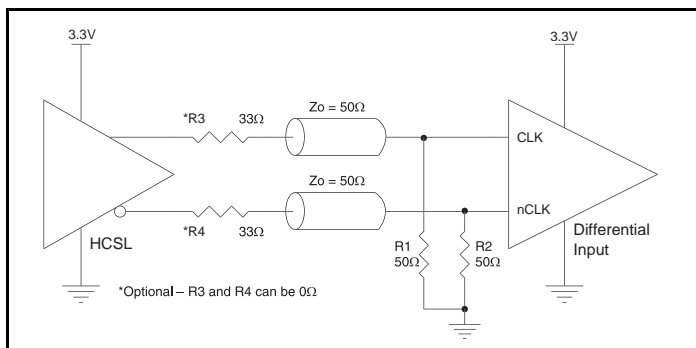 3.3V
3.3V
*R3 33Ω
Zo = 50Ω
CLK
Zo = 50Ω
nCLK
*R4 33Ω
HCSL
R1
50Ω
R2
50Ω
Differential
Input
*Optional – R3 and R4 can be 0Ω